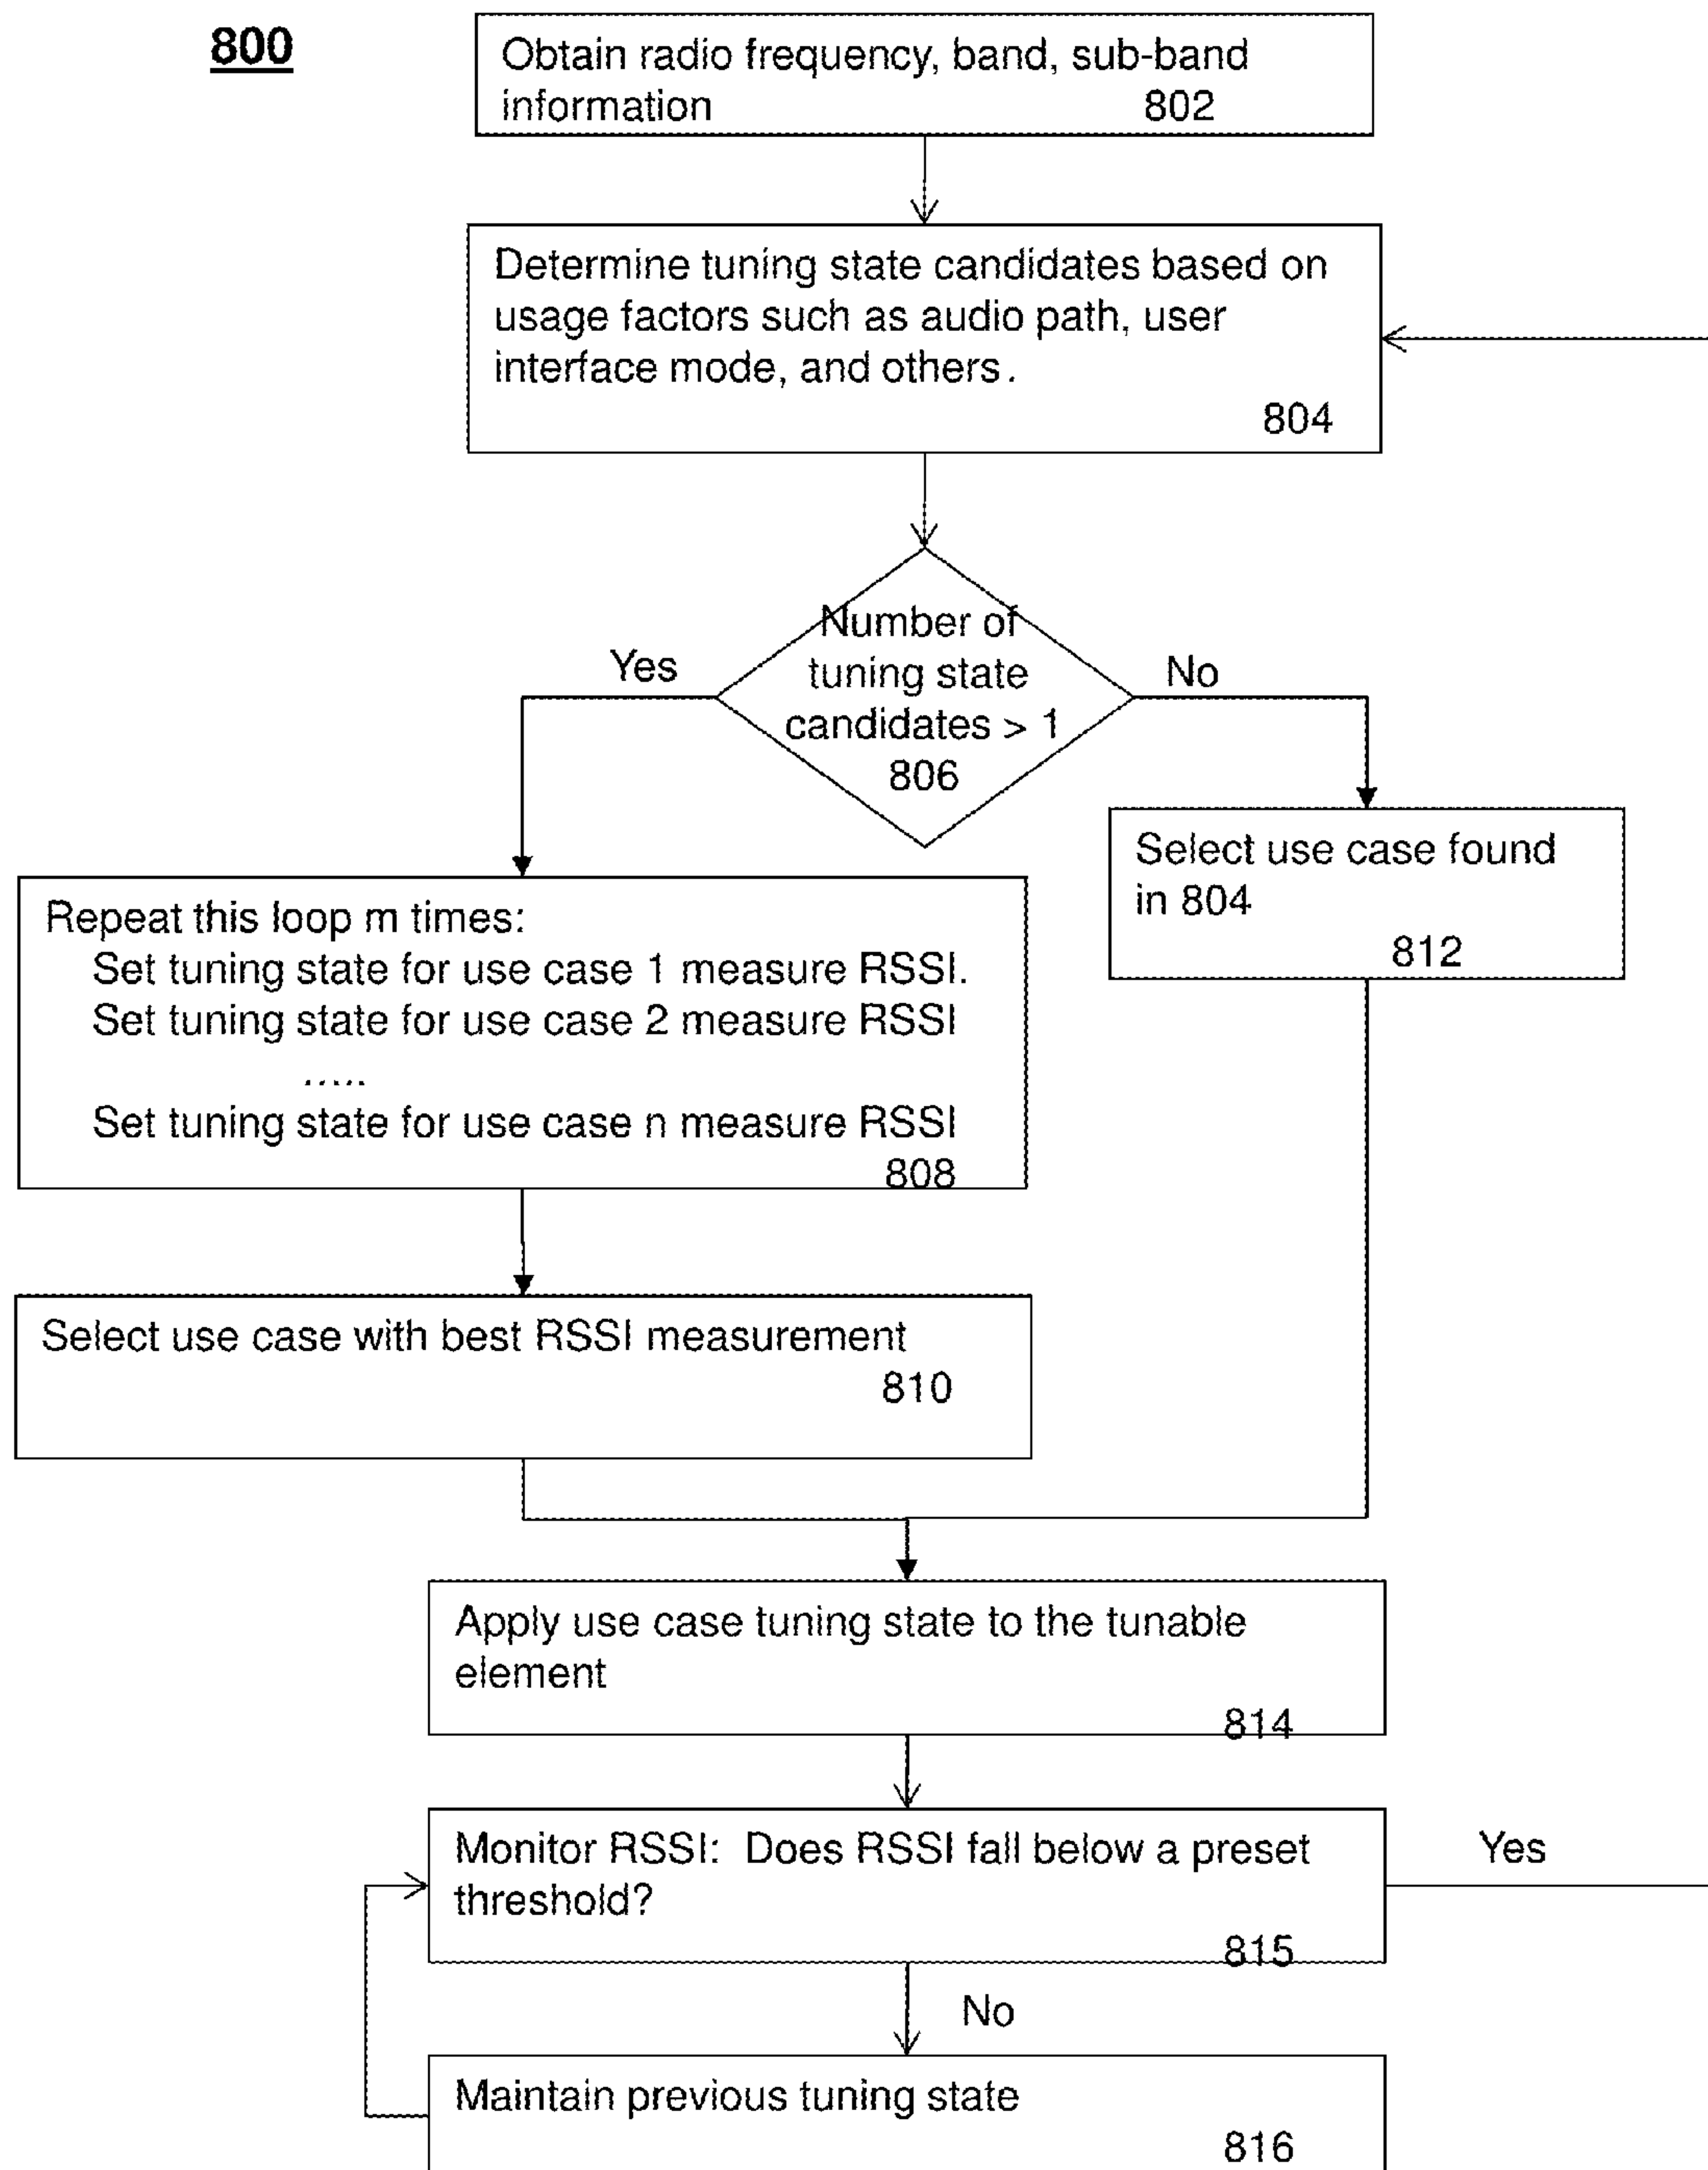 800
Obtain radio frequency, band, sub-band
information 802
Determine tuning state candidates based on
usage factors such as audio path, user
interface mode, and others.
804
Number of
tuning state
candidates > 1
806
Yes
No
Select use case found
in 804
812
Repeat this loop m times:
Set tuning state for use case 1 measure RSSI.
Set tuning state for use case 2 measure RSSI
.....
Set tuning state for use case n measure RSSI
808
Select use case with best RSSI measurement
810
Apply use case tuning state to the tunable
element
814
Monitor RSSI: Does RSSI fall below a preset
threshold?
815
Yes
No
Maintain previous tuning state
816